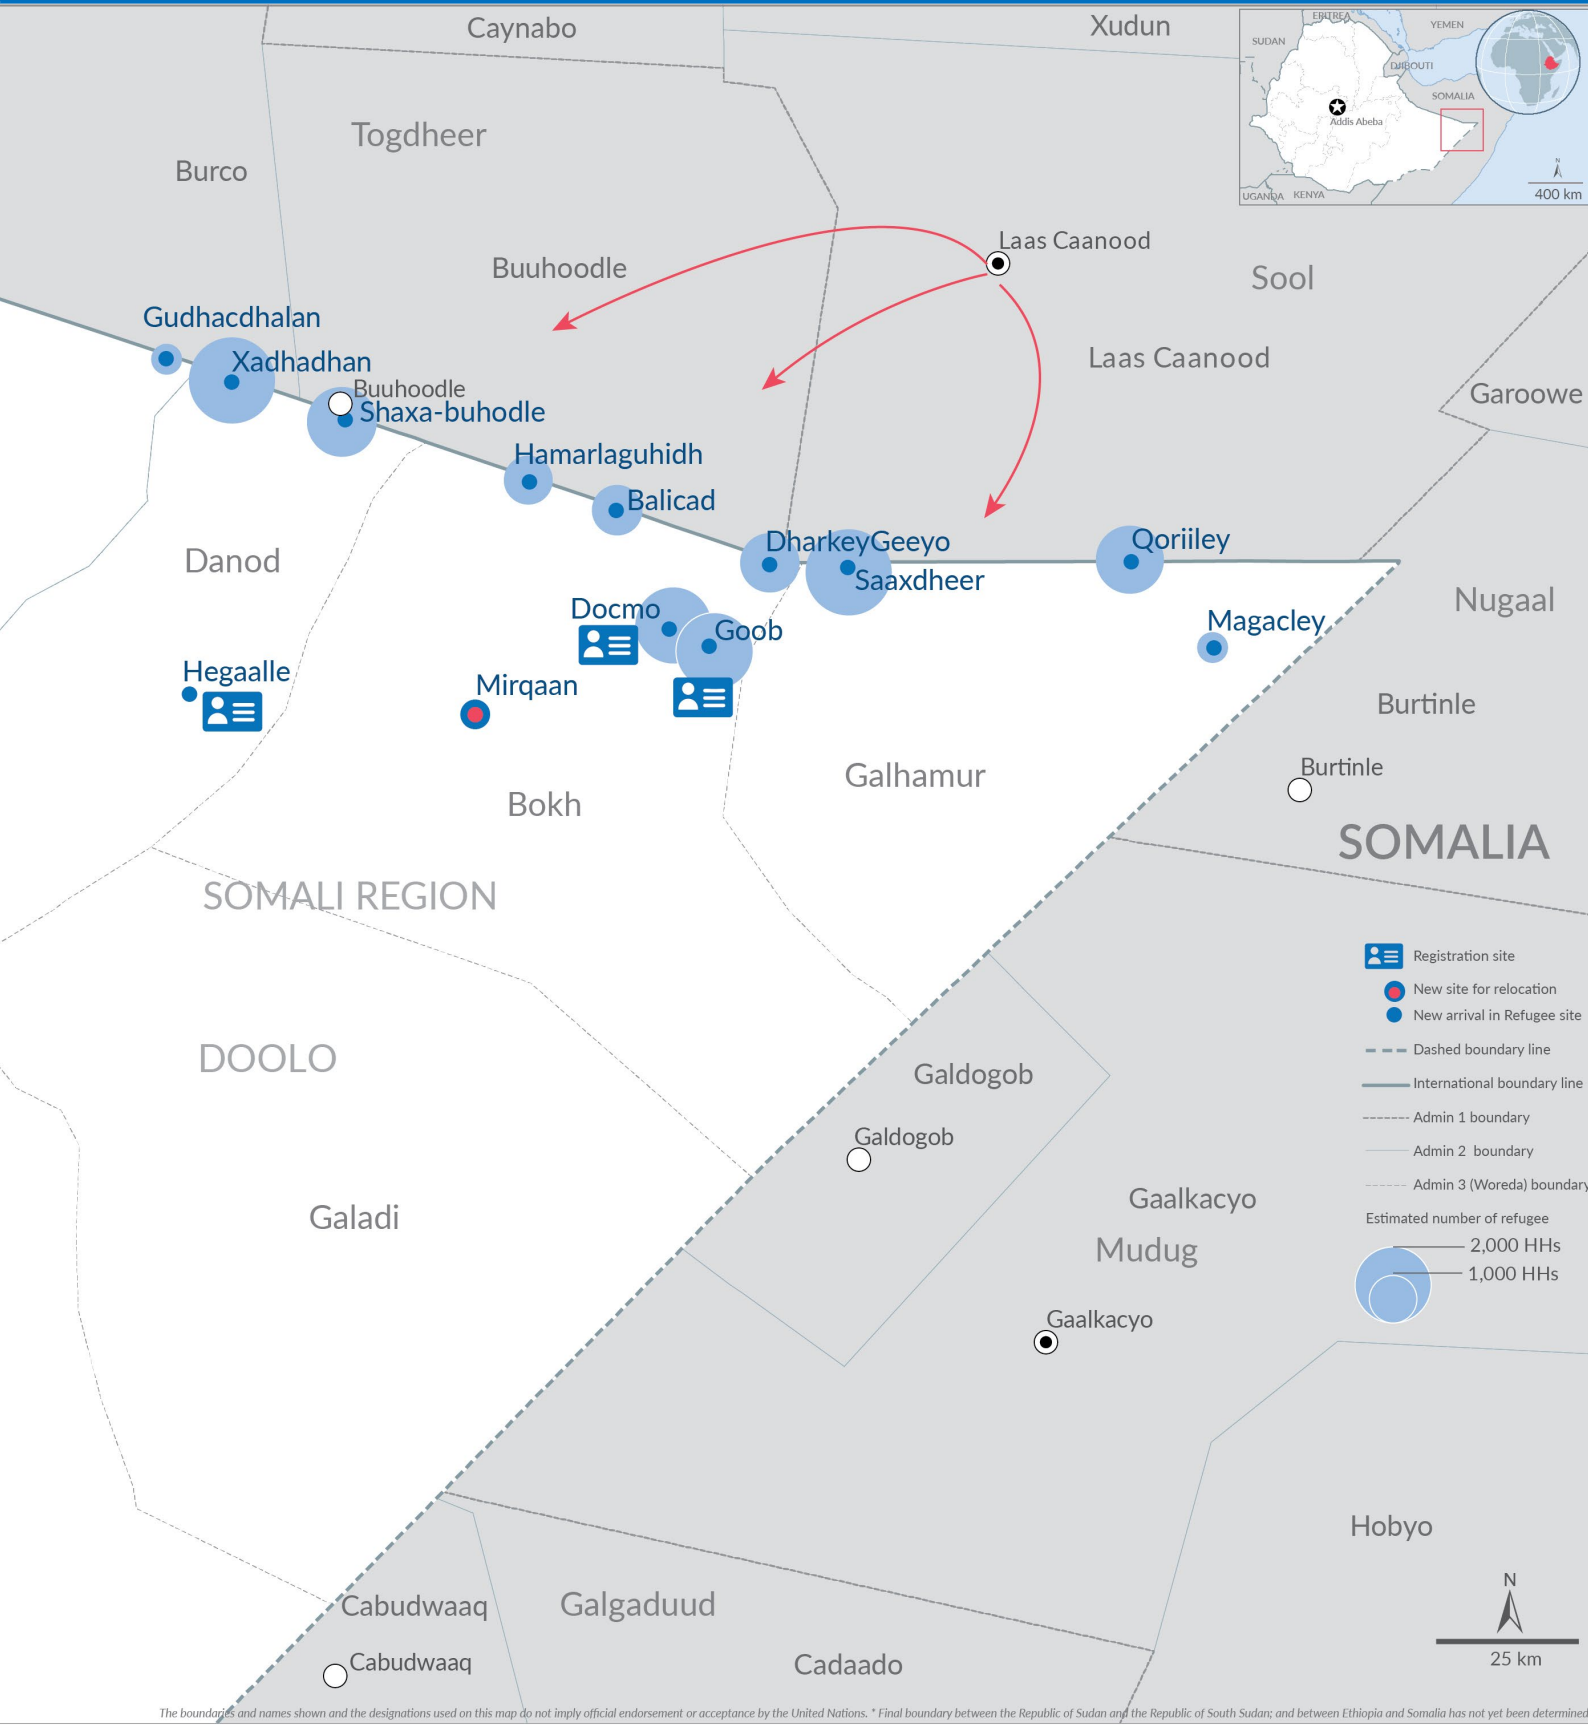 Caynabo
Xudun
ERITREA
YEMEN
SUDAN
DJIBOUTI
SOMALIA
Addis Abeba
UGANDA
KENYA
N
400 km
Togdheer
Burco
Laas Caanood
Buuhoodle
Sool
Gudhacdhalan
Xadhadhan
Laas Caanood
Buuhoodle
Garoowe
Shaxa-buhodle
Hamarlaguhidh
Balicad
DharkeyGeeyo
Qoriiley
Danod
Saaxdheer
Nugaal
Docmo
Magacley
Goob
Hegaalle
Mirqaan
Burtinle
Burtinle
Galhamur
Bokh
SOMALIA
SOMALI REGION
Registration site
New site for relocation
New arrival in Refugee site
Dashed boundary line
International boundary line
Admin 1 boundary
Admin 2 boundary
Admin 3 (Woreda) boundary
Estimated number of refugee
2,000 HHs
1,000 HHs
DOOLO
Galdogob
Galdogob
Gaalkacyo
Galadi
Mudug
Gaalkacyo
Hobyo
N
25 km
Cabudwaaq
Galgaduud
Cabudwaaq
Cadaado
The boundaries and names shown and the designations used on this map do not imply official endorsement or acceptance by the United Nations. * Final boundary between the Republic of Sudan and the Republic of South Sudan; and between Ethiopia and Somalia has not yet been determined